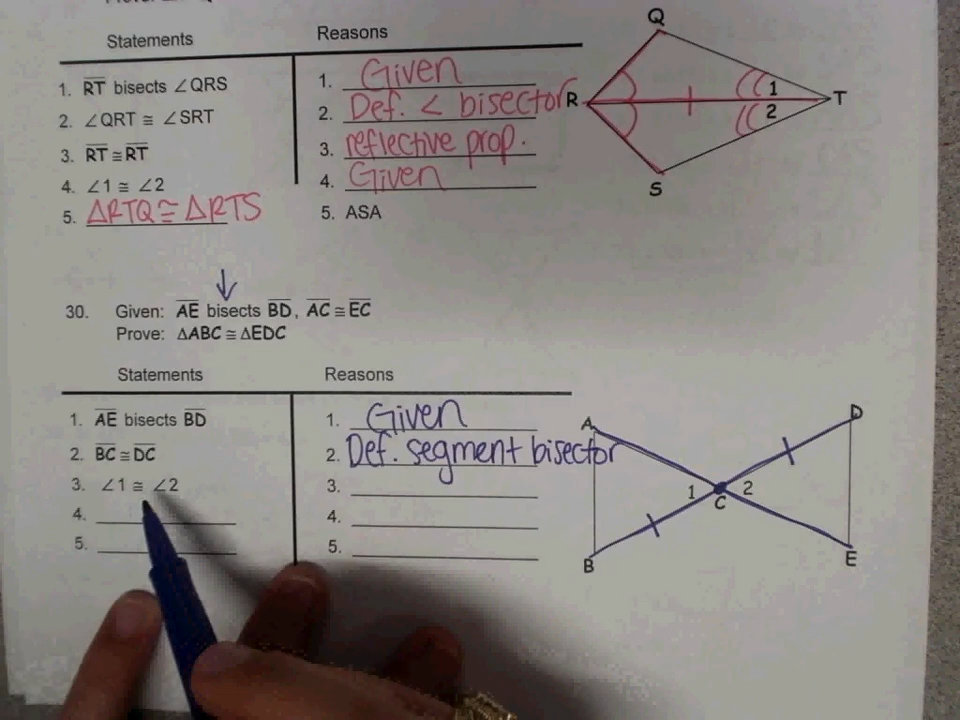 Statements Reasons
1. RT bisects ∠QRS 1. Given
2. ∠QRT ≅ ∠SRT 2. Def. < bisector
3. RT ≅ RT 3. reflective prop.
4. ∠1 ≅ ∠2 4. Given
5. △RTQ ≅ △RTS 5. ASA
Q
R
1
2
T
S
30. Given: AE bisects BD, AC ≅ EC
Prove: ΔABC ≅ ΔEDC
Statements Reasons
1. AE bisects BD 1. Given
2. BC ≅ DC 2. Def. segment bisector
3. ∠1 ≅ ∠2 3.
4. 4.
5. 5.
A
D
1
2
C
B
E